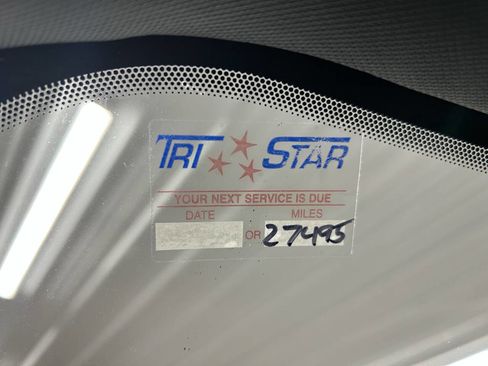 TRI STAR
YOUR NEXT SERVICE IS DUE
DATE MILES
OR 27495